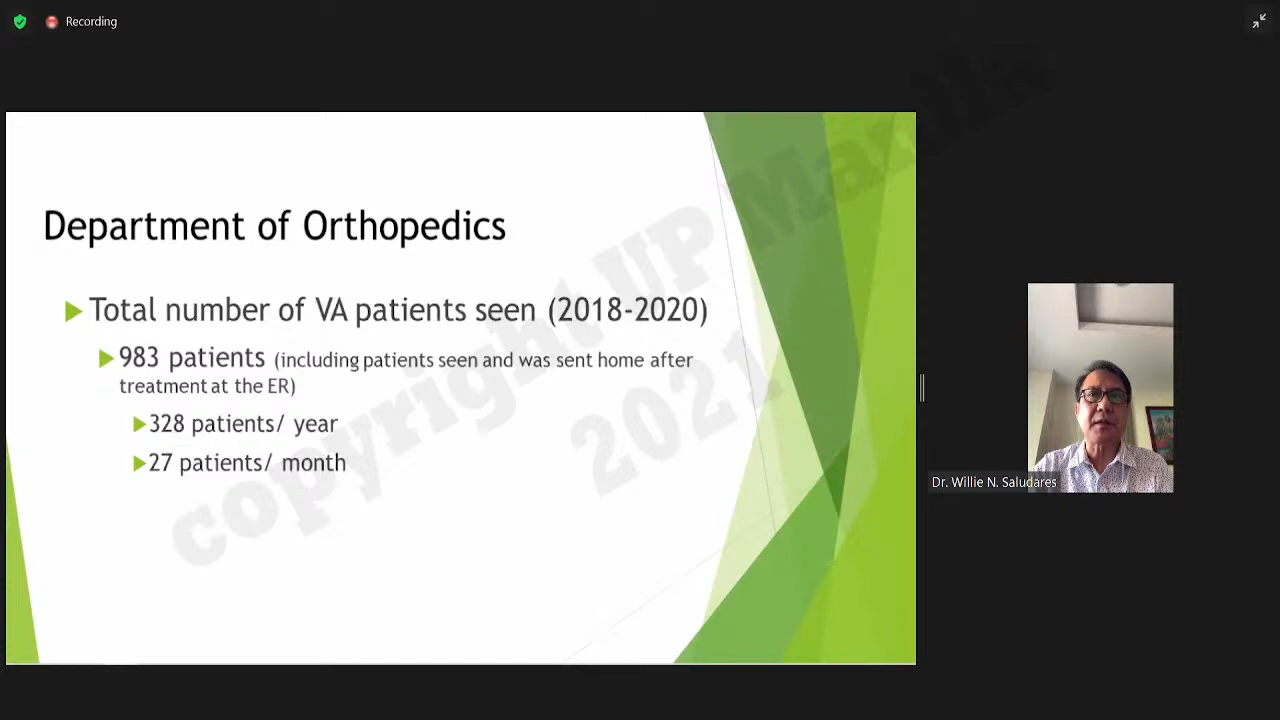 Recording
Department of Orthopedics
Total number of VA patients seen (2018-2020)
983 patients (including patients seen and was sent home after
treatment at the ER)
328 patients/ year
27 patients/ month
copyright UP Manila
2021
Dr. Willie N. Saludares